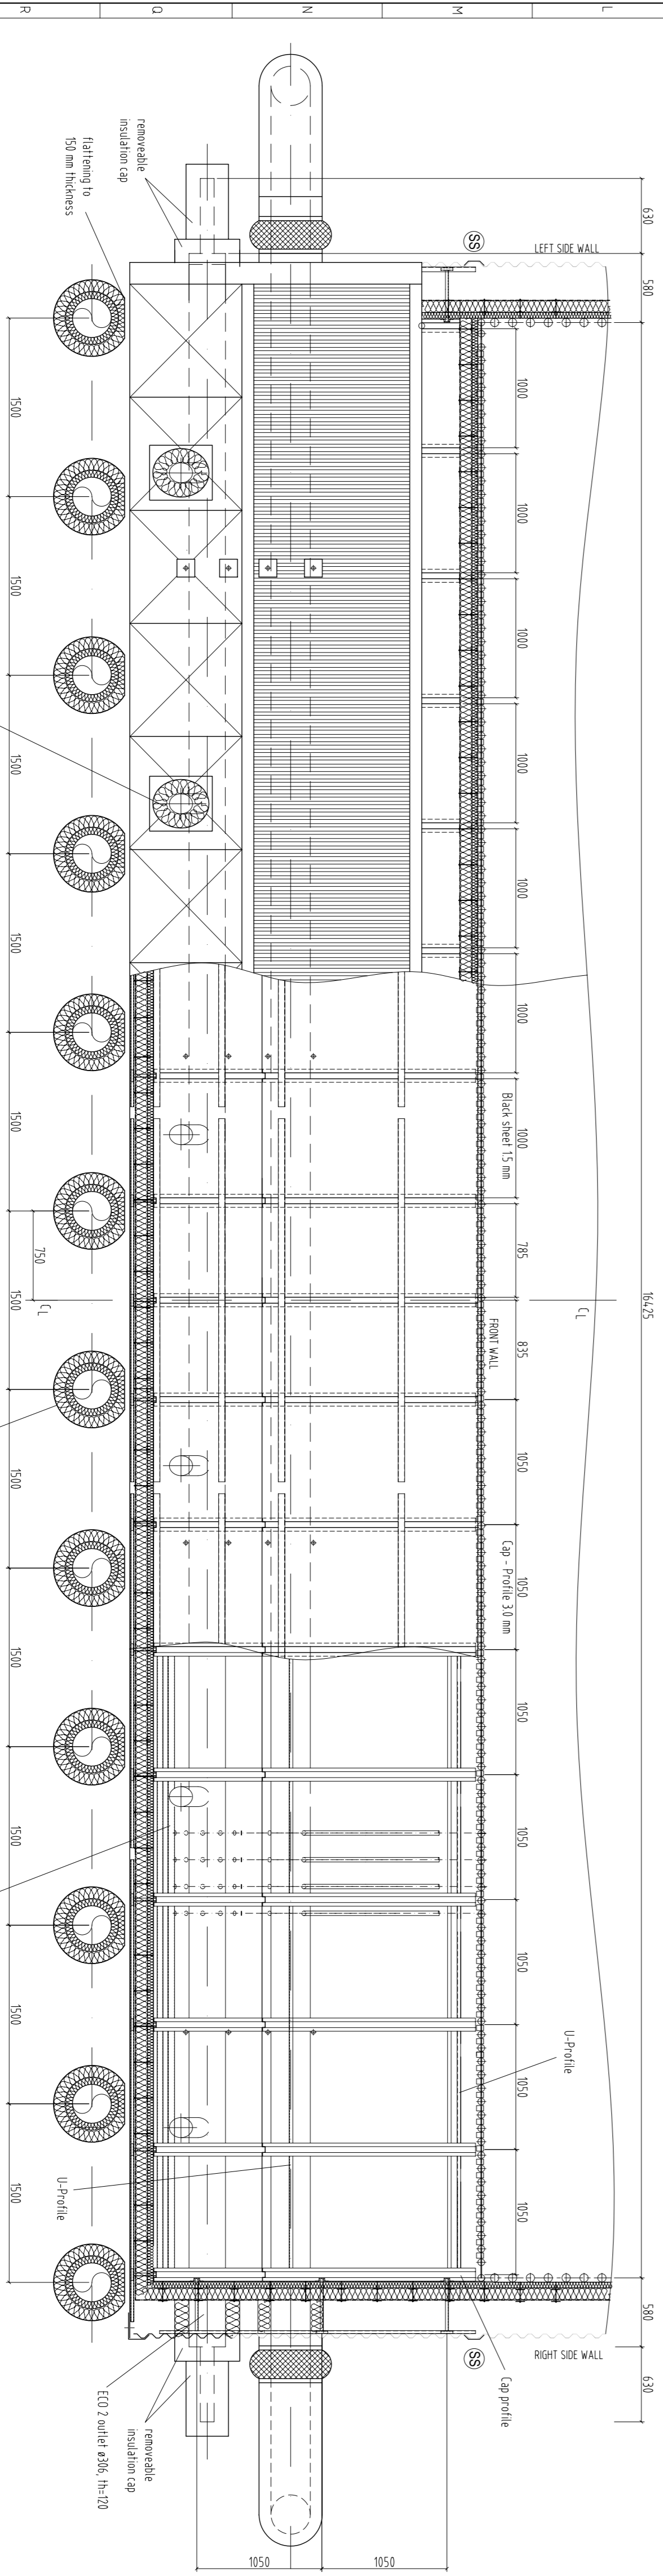 L
M
N
Q
R
630
580
16425
580
630
LEFT SIDE WALL
RIGHT SIDE WALL
CL
SS
SS
1000
1000
1000
1000
1000
1000
1000
785
835
1050
1050
1050
1050
1050
1050
1050
U-Profile
Cap profile
Black sheet 1.5 mm
FRONT WALL
Cap - Profile 3.0 mm
removeable
insulation cap
flattening to
150 mm thickness
U-Profile
removeable
insulation cap
ECO 2 outlet ø306, th=120
1050
1050
750
CL
1500
1500
1500
1500
1500
1500
1500
1500
1500
1500
1500